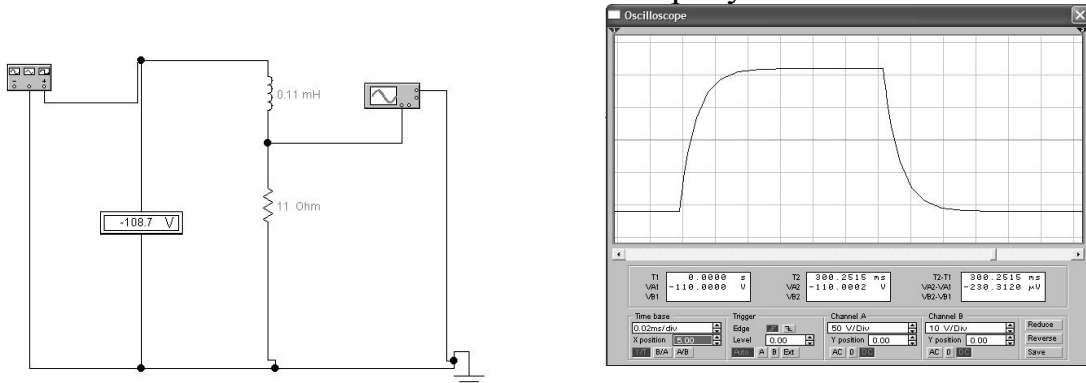 0.11 mH
11 Ohm
-108.7 V
Oscilloscope
T1 0.0000 s
VA1 -110.0000 V
VB1
T2 300.2515 ms
VA2 -110.0002 V
VB2
T2-T1 300.2515 ms
VA2-VA1 -230.3120 µV
VB2-VB1
Time base
0.02ms/div
X position 5.00
Y/T B/A A/B
Trigger
Edge
Level 0.00
Auto A B Ext
Channel A
50 V/Div
Y position 0.00
AC 0 DC
Channel B
10 V/Div
Y position 0.00
AC 0 DC
Reduce
Reverse
Save